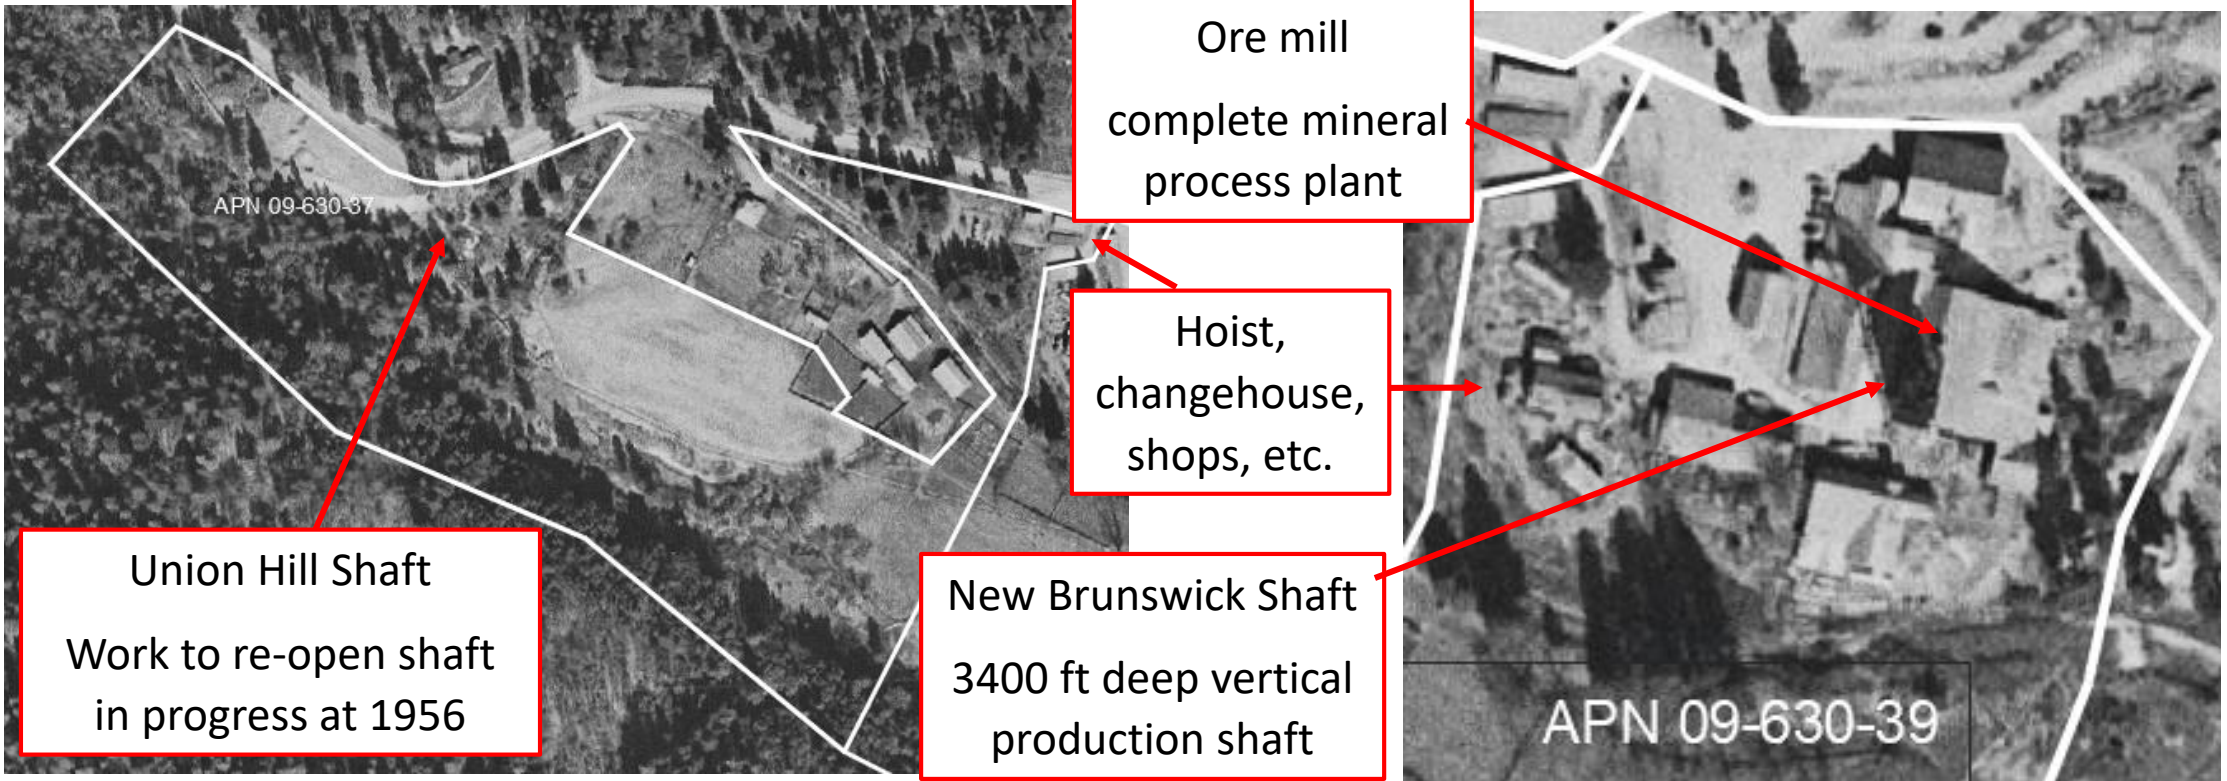 APN 09-630-37
Union Hill Shaft
Work to re-open shaft
in progress at 1956
Ore mill
complete mineral
process plant
Hoist,
changehouse,
shops, etc.
New Brunswick Shaft
3400 ft deep vertical
production shaft
APN 09-630-39